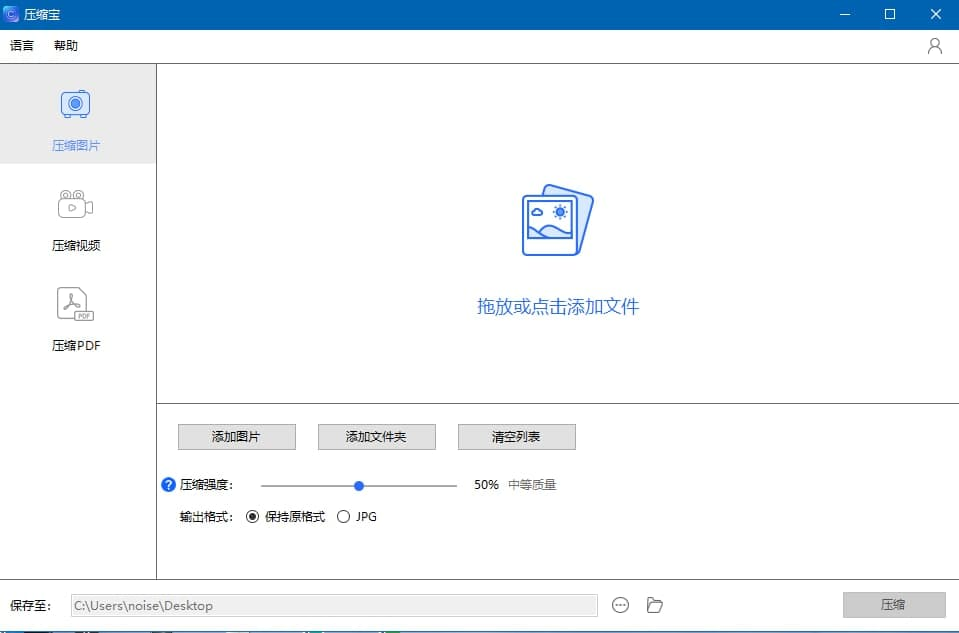 压缩宝
语言 帮助
压缩图片
压缩视频
PDF
压缩PDF
拖放或点击添加文件
添加图片 添加文件夹 清空列表
? 压缩强度: 50% 中等质量
输出格式: 保持原格式 JPG
保存至: C:\Users\noise\Desktop 压缩